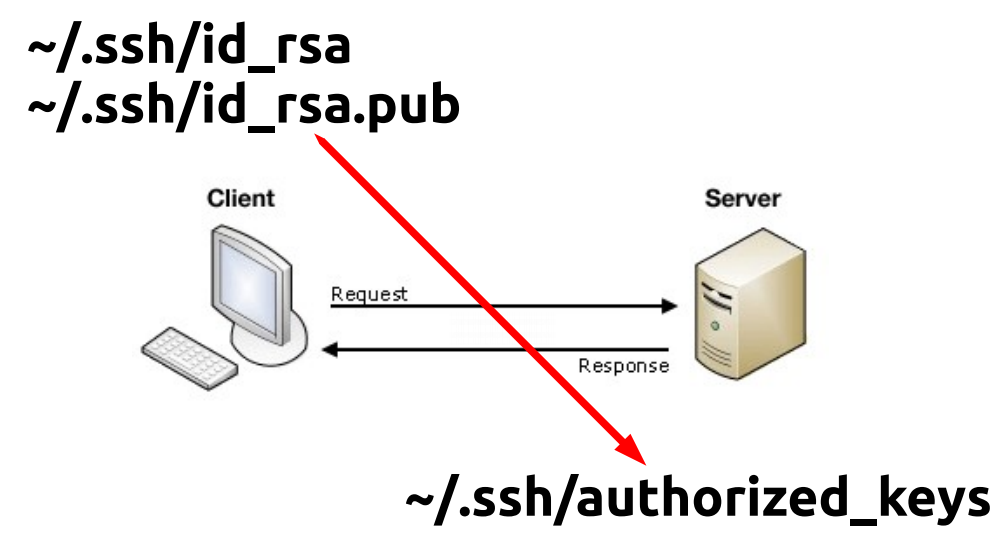 ~/.ssh/id_rsa
~/.ssh/id_rsa.pub
Client
Server
Request
Response
~/.ssh/authorized_keys